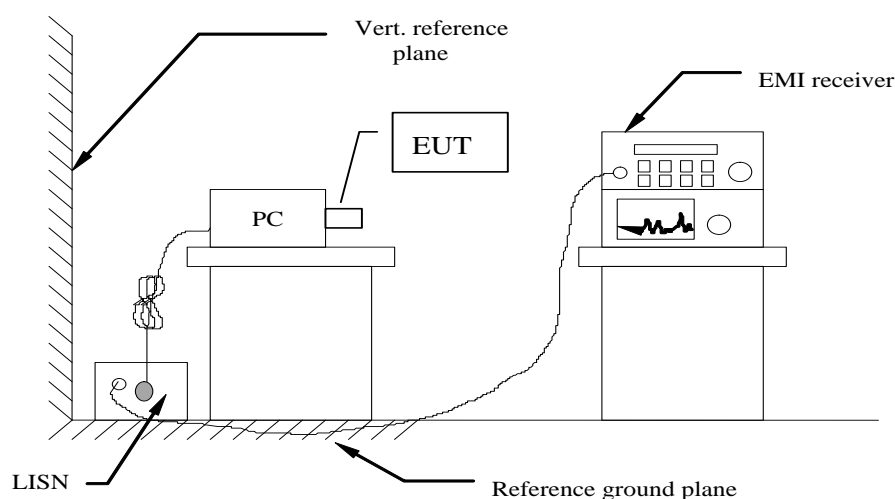 Vert. reference
plane
EMI receiver
EUT
PC
LISN
Reference ground plane